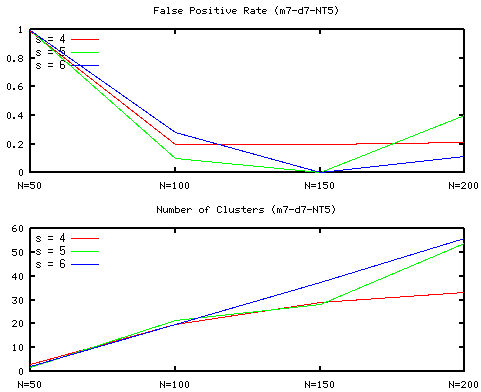 False Positive Rate (m7-d7-NT5)
1
s = 4
s = 5
0.8
s = 6
0.6
0.4
0.2
0
N=50 N=100 N=150 N=200
Number of Clusters (m7-d7-NT5)
60
s = 4
50
s = 5
s = 6
40
30
20
10
0
N=50 N=100 N=150 N=200